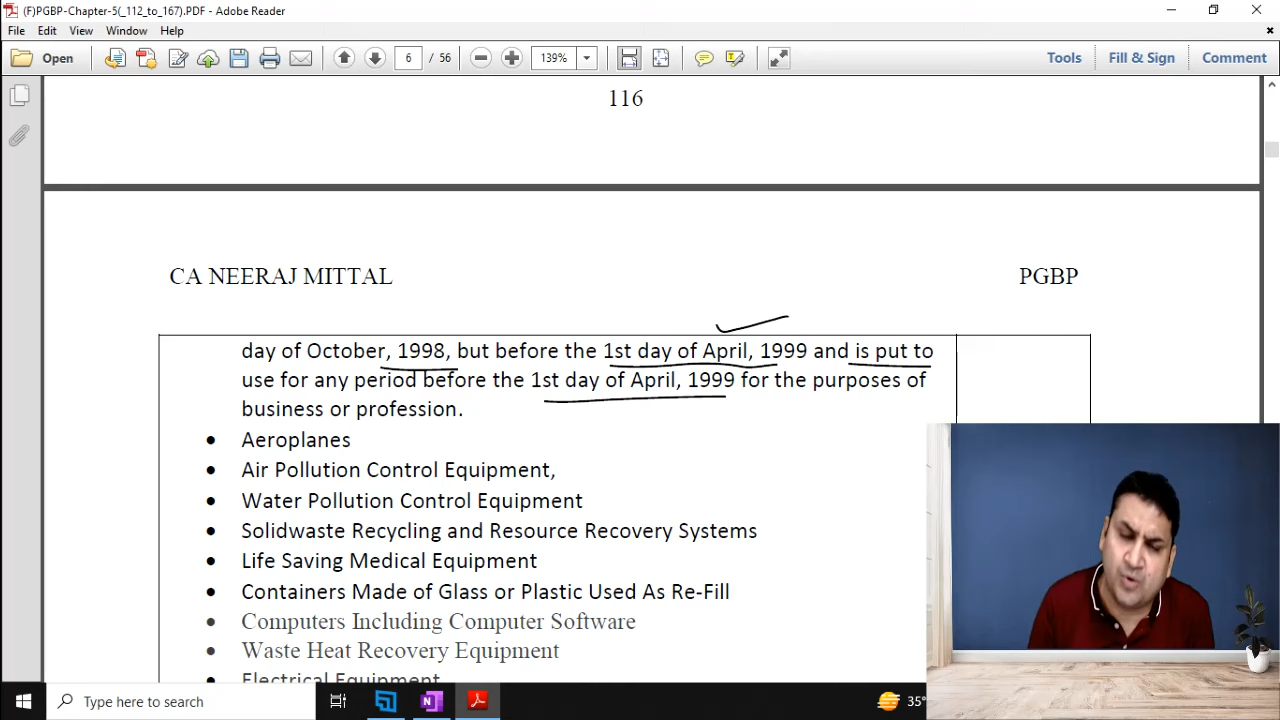 (F)PGBP-Chapter-5(_112_to_167).PDF - Adobe Reader
File Edit View Window Help
Open 6 / 56 139% Tools Fill & Sign Comment
116
CA NEERAJ MITTAL PGBP
day of October, 1998, but before the 1st day of April, 1999 and is put to
use for any period before the 1st day of April, 1999 for the purposes of
business or profession.
• Aeroplanes
• Air Pollution Control Equipment,
• Water Pollution Control Equipment
• Solidwaste Recycling and Resource Recovery Systems
• Life Saving Medical Equipment
• Containers Made of Glass or Plastic Used As Re-Fill
• Computers Including Computer Software
• Waste Heat Recovery Equipment
• Electrical Equipment
Type here to search 35°